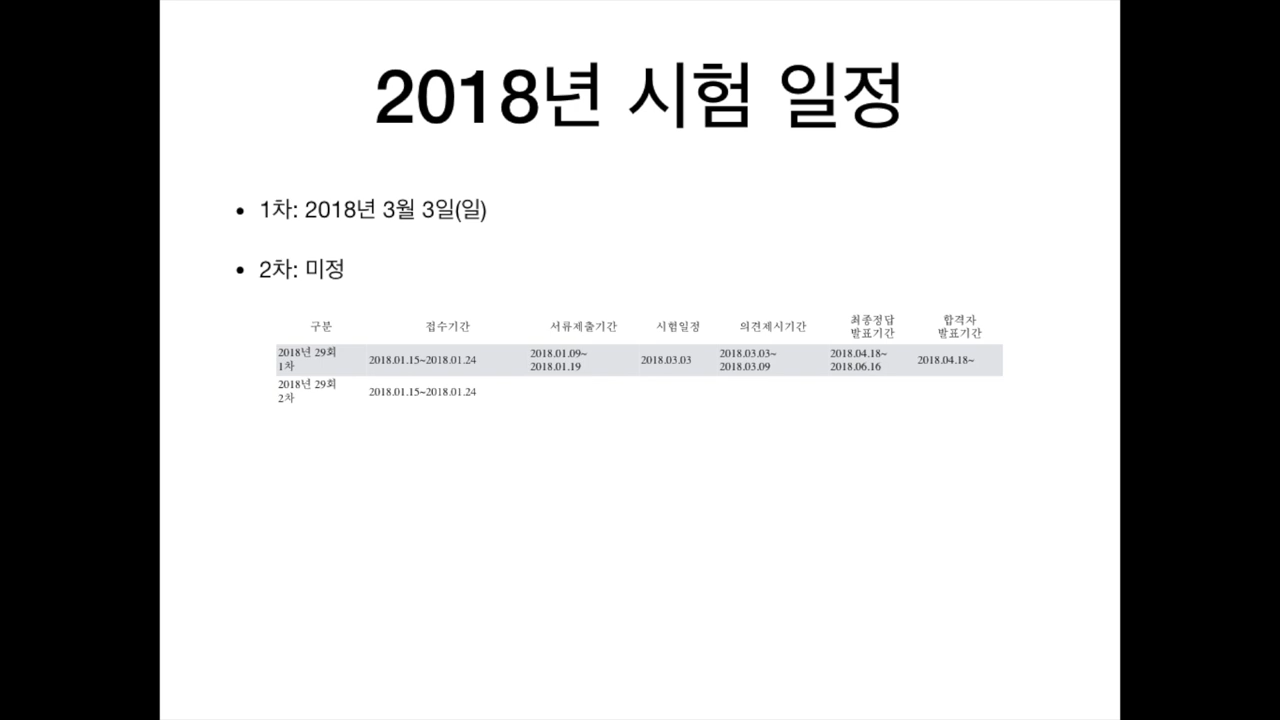 2018년 시험 일정
• 1차: 2018년 3월 3일(일)
• 2차: 미정
구분 접수기간 서류제출기간 시험일정 의견제시기간 최종정답 발표기간 합격자 발표기간
2018년 29회 1차 2018.01.15~2018.01.24 2018.01.09~ 2018.01.19 2018.03.03 2018.03.03~ 2018.03.09 2018.04.18~ 2018.06.16 2018.04.18~
2018년 29회 2차 2018.01.15~2018.01.24